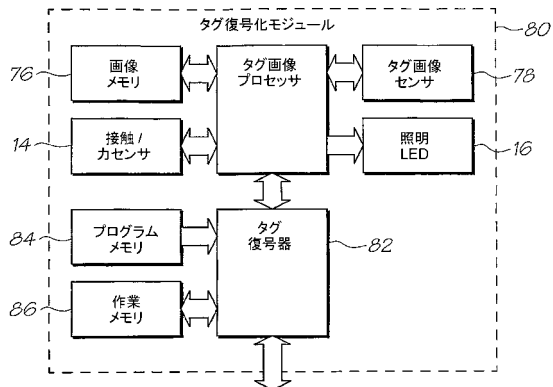 タグ復号化モジュール
80
76
画像
メモリ
タグ画像
プロセッサ
タグ画像
センサ
78
14
接触/
力センサ
照明
LED
16
84
プログラム
メモリ
タグ
復号器
82
86
作業
メモリ